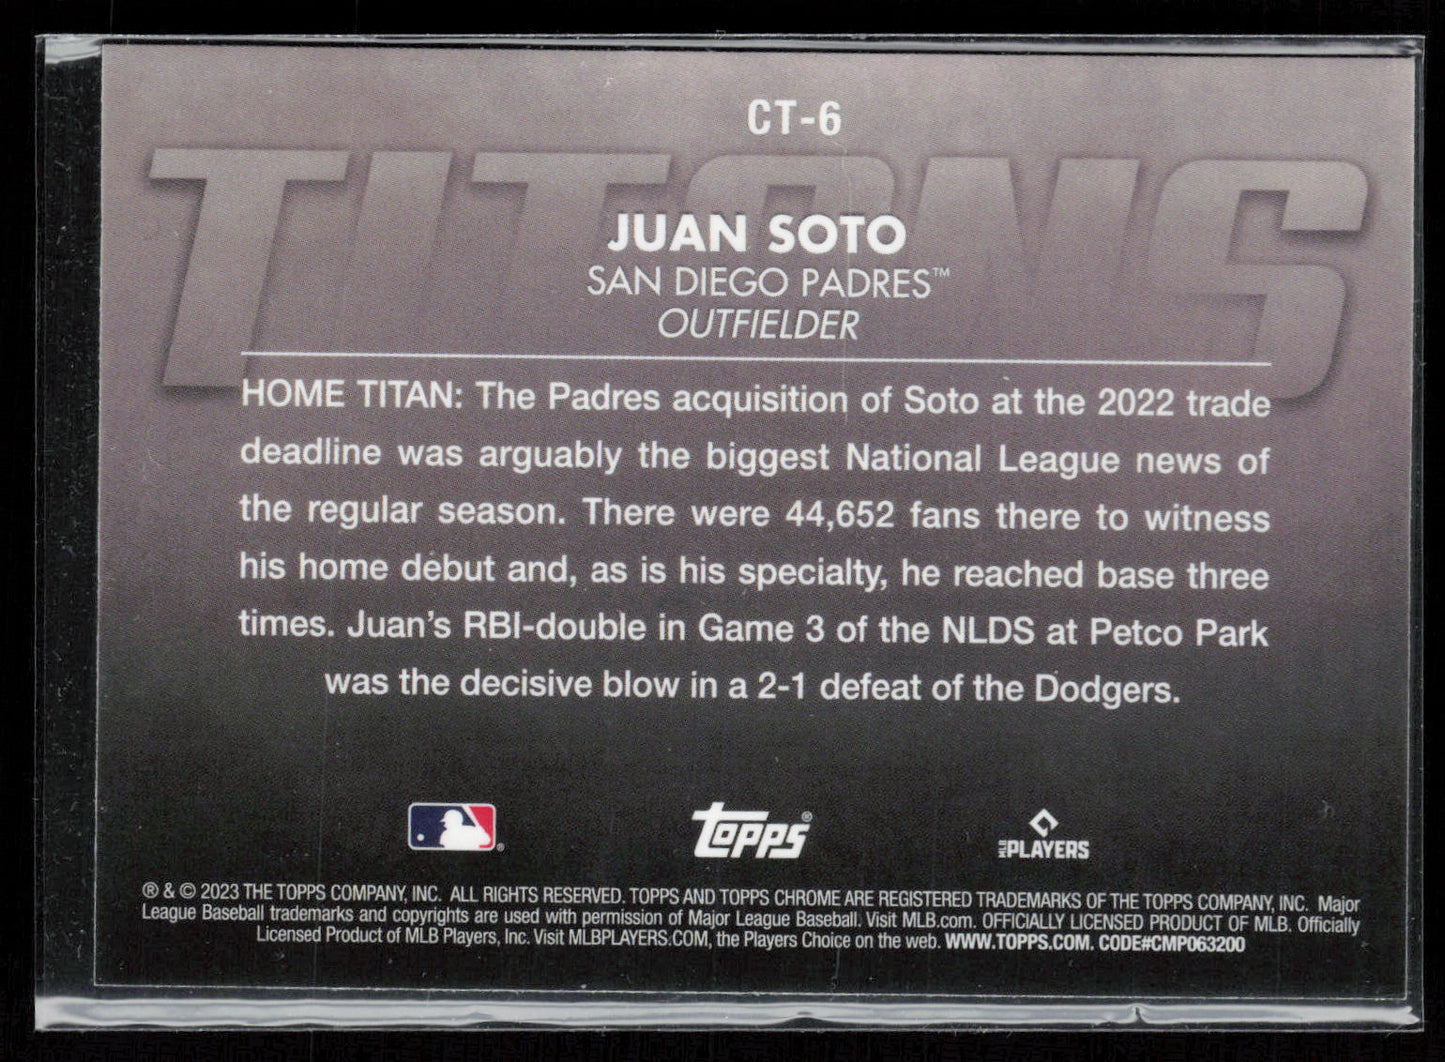 CT-6
TITANS
JUAN SOTO
SAN DIEGO PADRES™
OUTFIELDER
HOME TITAN: The Padres acquisition of Soto at the 2022 trade
deadline was arguably the biggest National League news of
the regular season. There were 44,652 fans there to witness
his home debut and, as is his specialty, he reached base three
times. Juan's RBI-double in Game 3 of the NLDS at Petco Park
was the decisive blow in a 2-1 defeat of the Dodgers.
®
Topps®
MLB PLAYERS
® & © 2023 THE TOPPS COMPANY, INC. ALL RIGHTS RESERVED. TOPPS AND TOPPS CHROME ARE REGISTERED TRADEMARKS OF THE TOPPS COMPANY, INC. Major
League Baseball trademarks and copyrights are used with permission of Major League Baseball. Visit MLB.com. OFFICIALLY LICENSED PRODUCT OF MLB. Officially
Licensed Product of MLB Players, Inc. Visit MLBPLAYERS.COM, the Players Choice on the web. WWW.TOPPS.COM. CODE#CMP063200